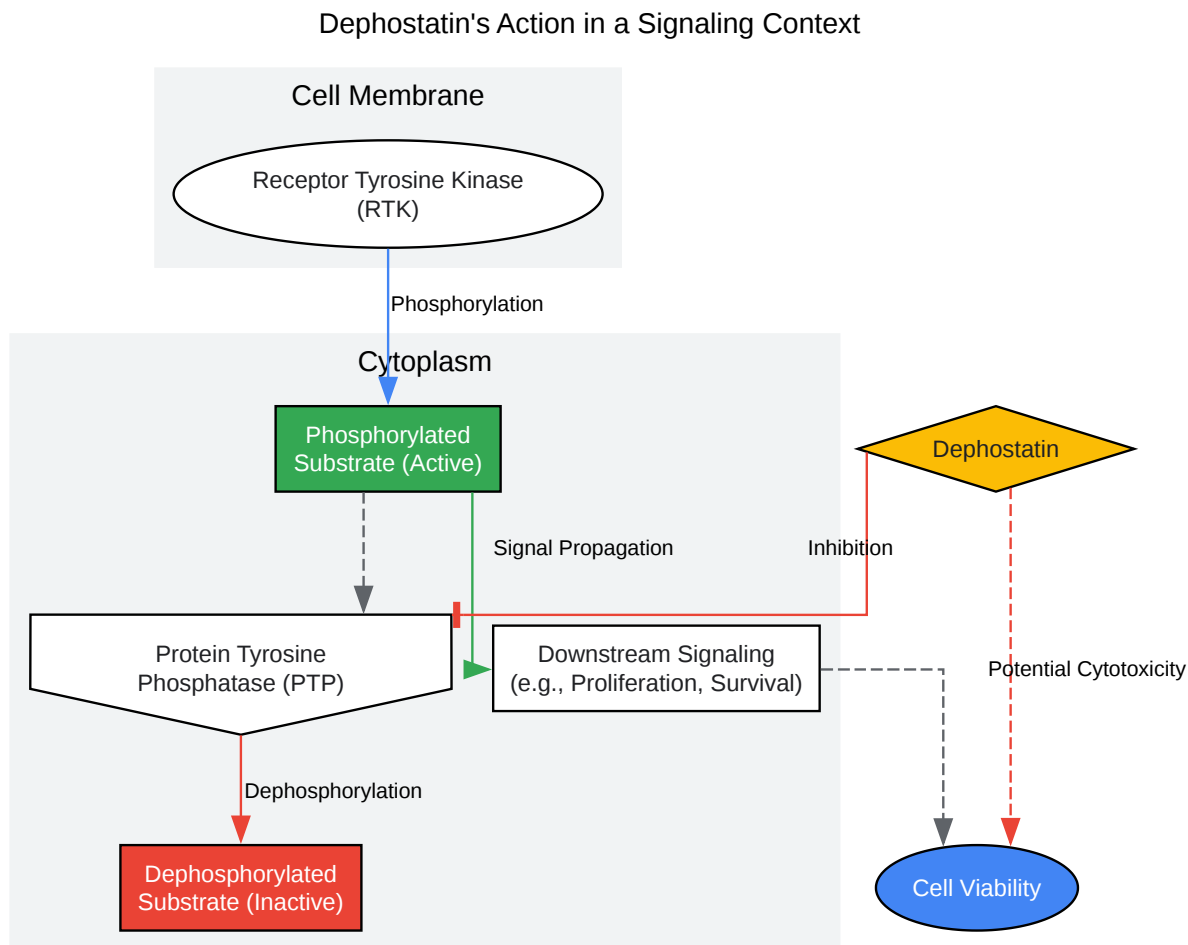 Dephostatin's Action in a Signaling Context
Cell Membrane
Receptor Tyrosine Kinase
(RTK)
Phosphorylation
Cytoplasm
Phosphorylated
Substrate (Active)
Dephostatin
Signal Propagation
Inhibition
Protein Tyrosine
Phosphatase (PTP)
Downstream Signaling
(e.g., Proliferation, Survival)
Potential Cytotoxicity
Dephosphorylation
Dephosphorylated
Substrate (Inactive)
Cell Viability